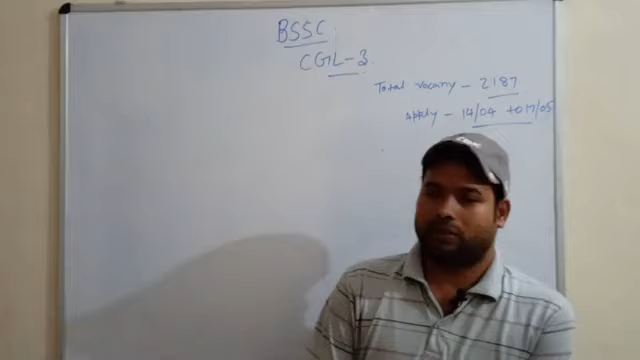 BSSC
CGL-3
Total vacancy - 2187
Apply - 14/04 to 17/05